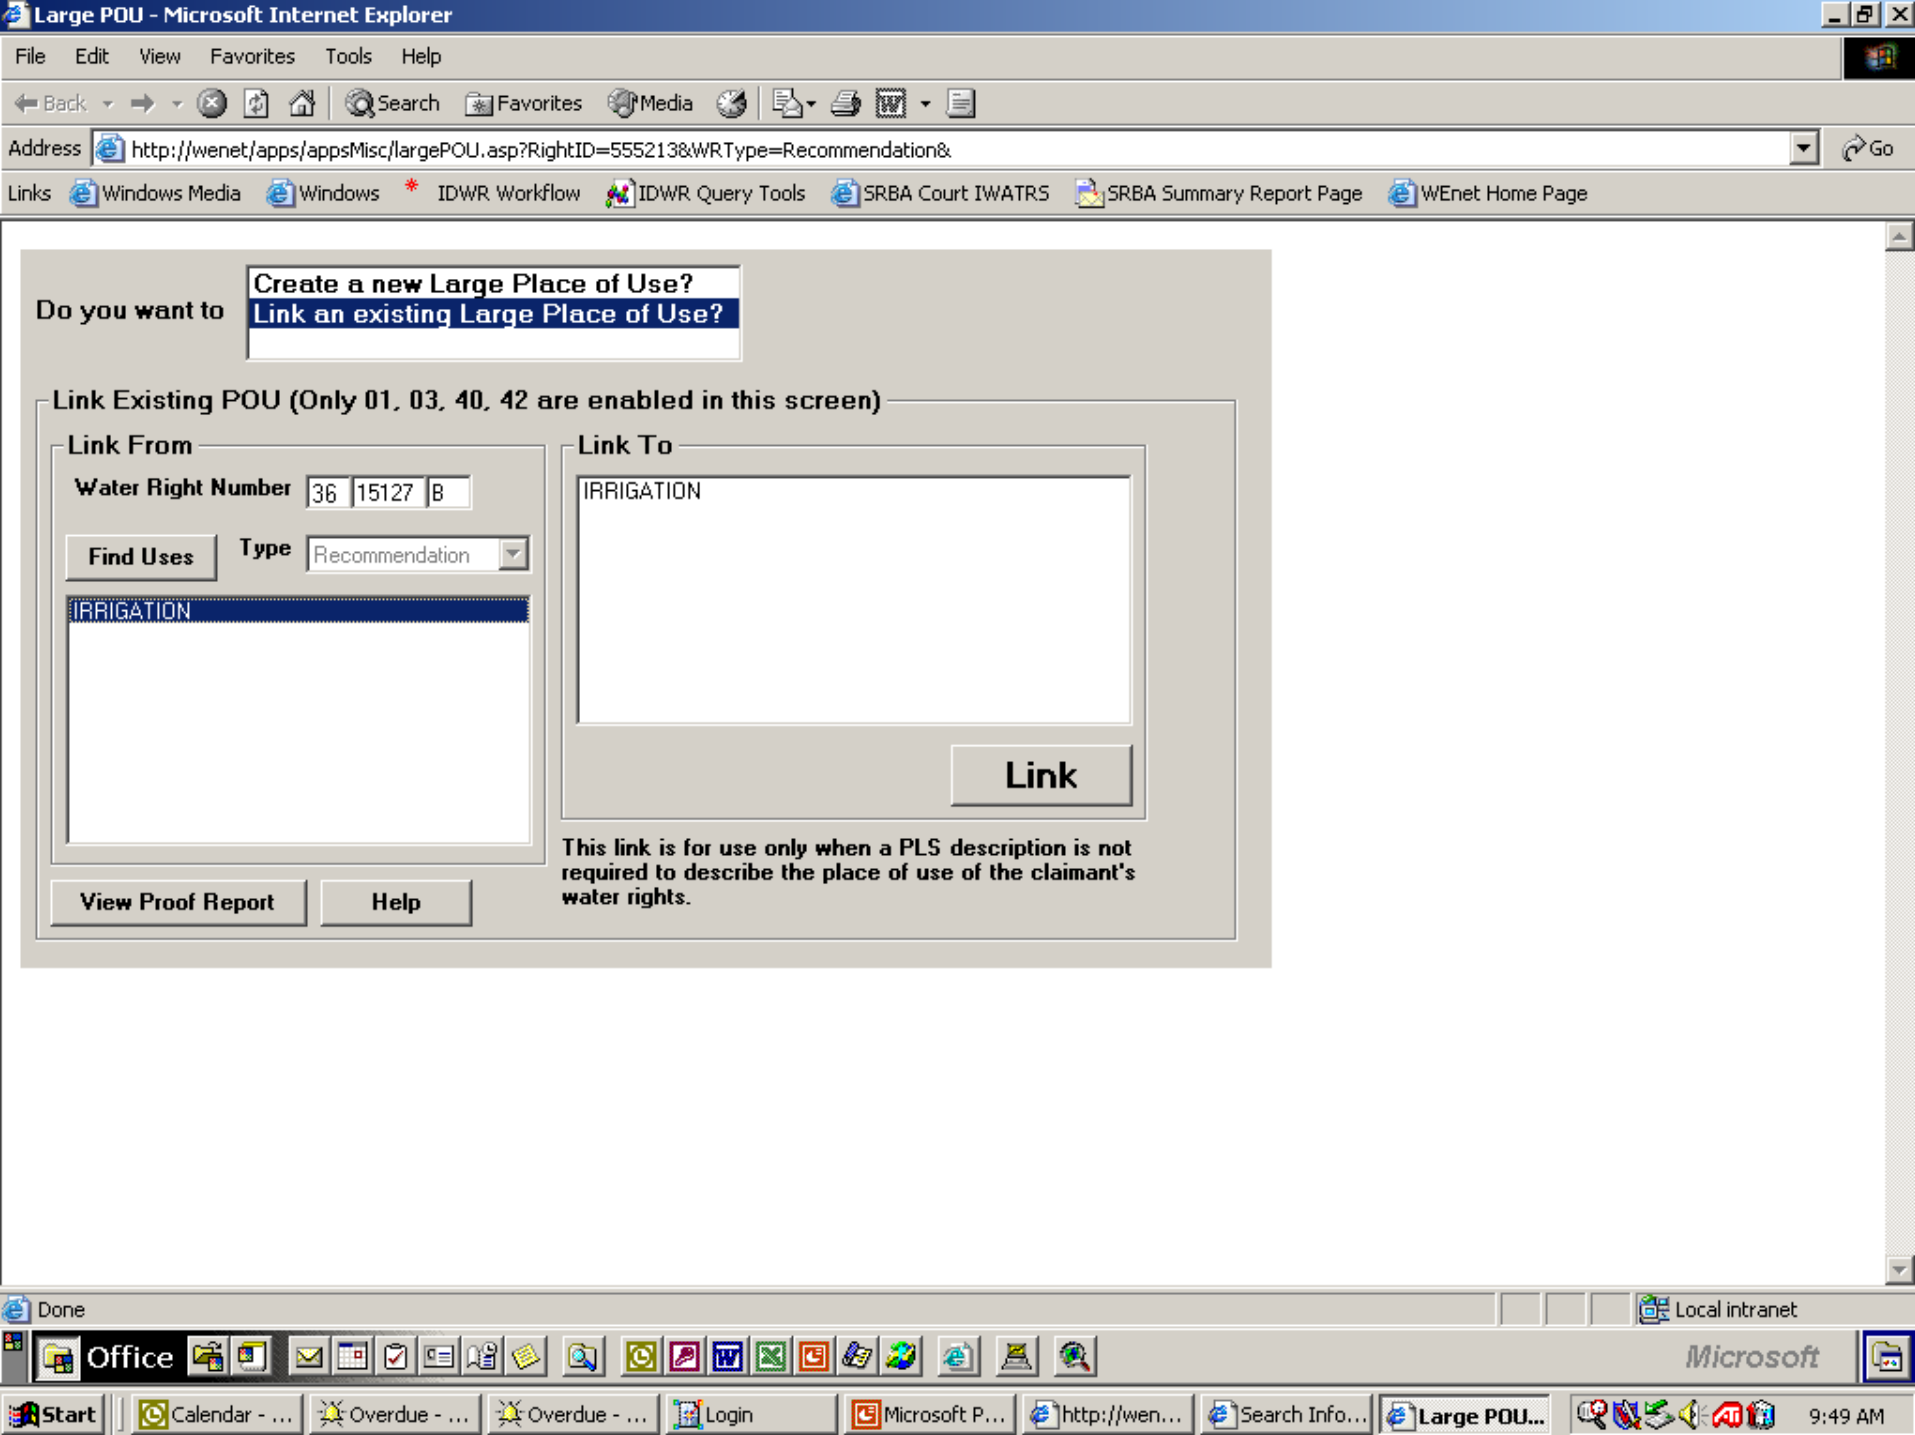 Large POU - Microsoft Internet Explorer
File Edit View Favorites Tools Help
Back Search Favorites Media
Address http://wenet/apps/appsMisc/largePOU.asp?RightID=555213&WRType=Recommendation& Go
Links Windows Media Windows IDWR Workflow IDWR Query Tools SRBA Court IWATRS SRBA Summary Report Page WEnet Home Page
Do you want to
Create a new Large Place of Use?
Link an existing Large Place of Use?
Link Existing POU (Only 01, 03, 40, 42 are enabled in this screen)
Link From
Water Right Number 36 15127 B
Find Uses Type Recommendation
IRRIGATION
Link To
IRRIGATION
Link
This link is for use only when a PLS description is not
required to describe the place of use of the claimant's
water rights.
View Proof Report Help
Done Local intranet
Office Microsoft
Start Calendar - ... Overdue - ... Overdue - ... Login Microsoft P... http://wen... Search Info... Large POU... 9:49 AM